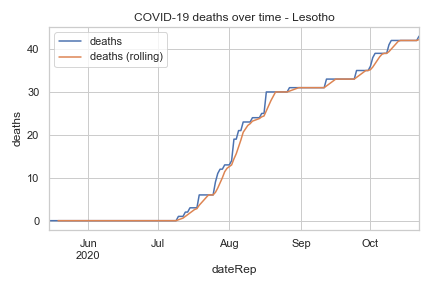 COVID-19 deaths over time - Lesotho
deaths
deaths (rolling)
deaths
40
30
20
10
0
Jun Jul Aug Sep Oct
2020
dateRep